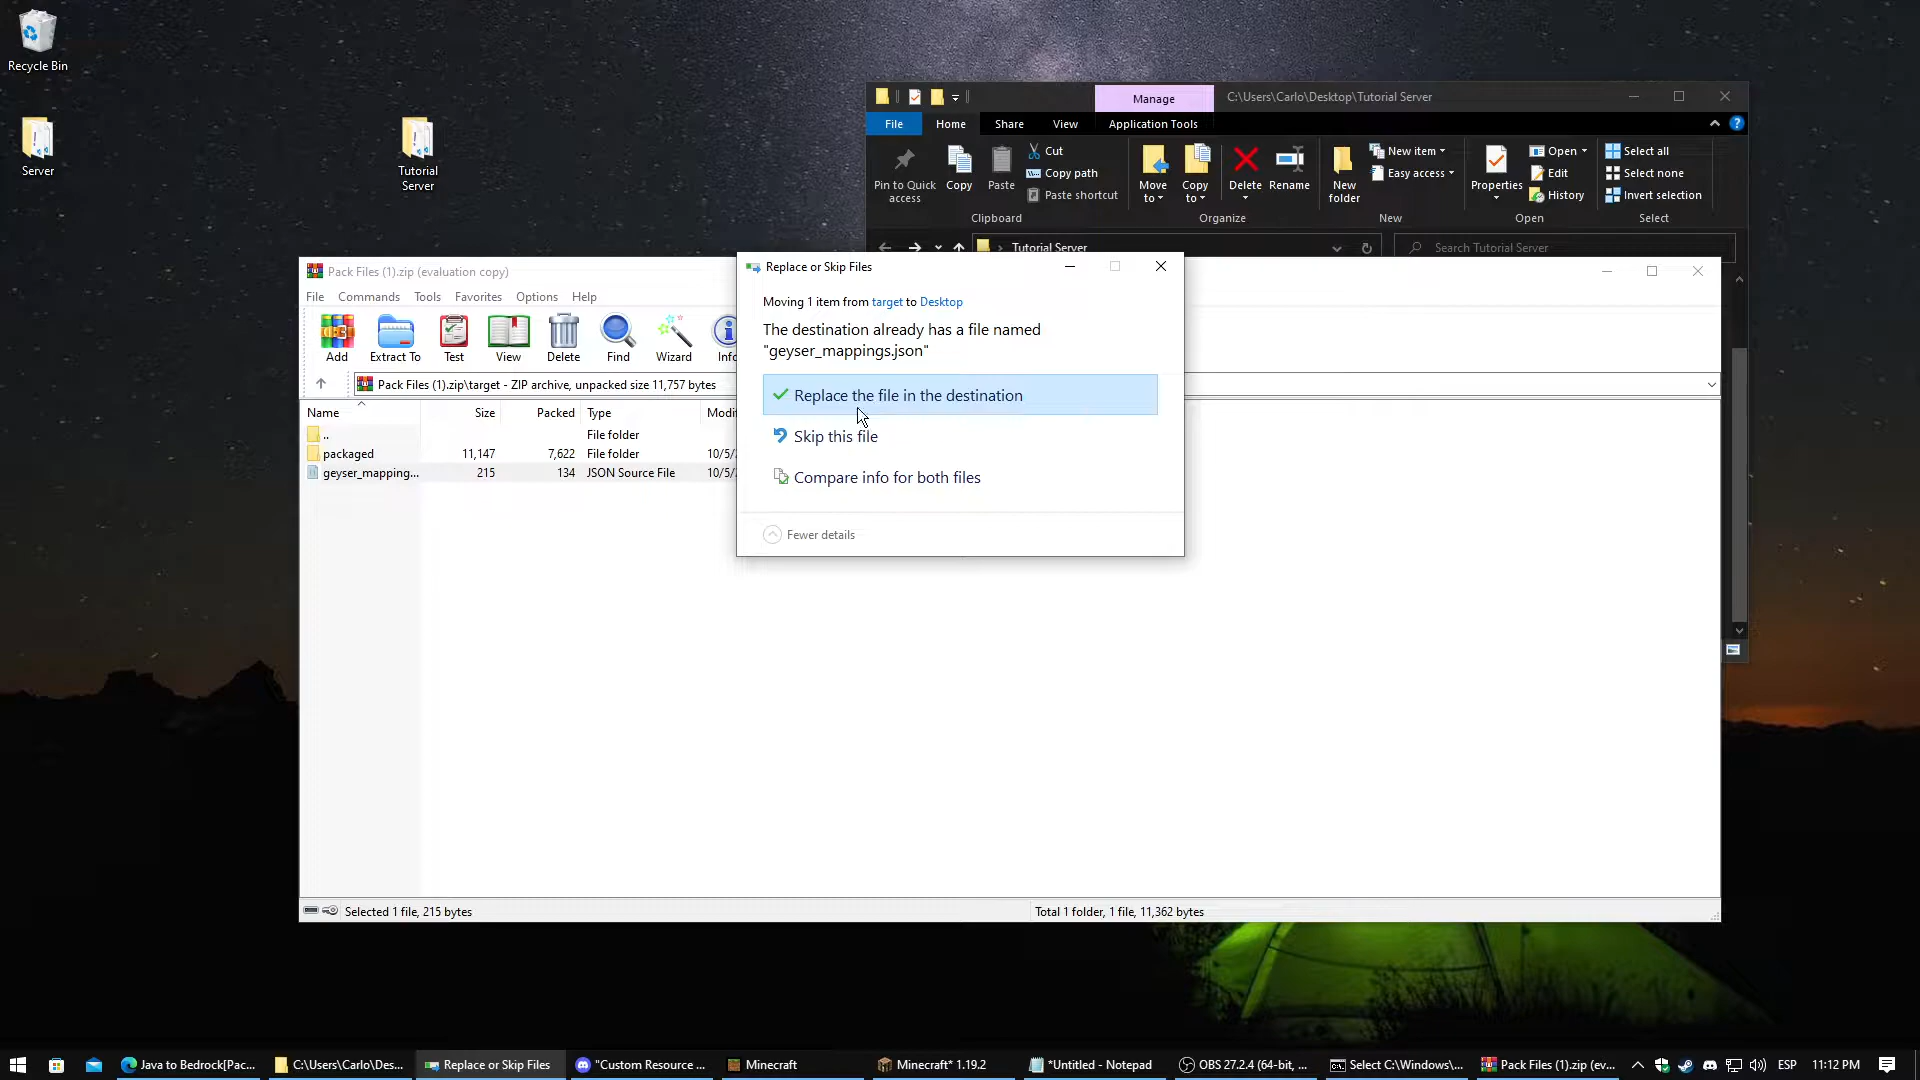 Recycle Bin
Server
Tutorial
Server
Manage
C:\Users\Carlo\Desktop\Tutorial Server
File
Home
Share
View
Application Tools
Pin to Quick
access
Copy
Paste
Cut
Copy path
Paste shortcut
Move
to
Copy
to
Delete
Rename
New
folder
New item
Easy access
Properties
Open
Edit
History
Select all
Select none
Invert selection
Clipboard
Organize
New
Open
Select
Tutorial Server
Search Tutorial Server
Pack Files (1).zip (evaluation copy)
File
Commands
Tools
Favorites
Options
Help
Add
Extract To
Test
View
Delete
Find
Wizard
Info
Pack Files (1).zip\target - ZIP archive, unpacked size 11,757 bytes
Name
Size
Packed
Type
..
File folder
packaged
11,147
7,622
File folder
10/5/
geyser_mapping...
215
134
JSON Source File
10/5/
Replace or Skip Files
Moving 1 item from target to Desktop
The destination already has a file named
"geyser_mappings.json"
Replace the file in the destination
Skip this file
Compare info for both files
Fewer details
Selected 1 file, 215 bytes
Total 1 folder, 1 file, 11,362 bytes
Java to Bedrock[Pac...
C:\Users\Carlo\Des...
Replace or Skip Files
"Custom Resource ...
Minecraft
Minecraft* 1.19.2
*Untitled - Notepad
OBS 27.2.4 (64-bit, ...
Select C:\Windows\...
Pack Files (1).zip (ev...
ESP
11:12 PM